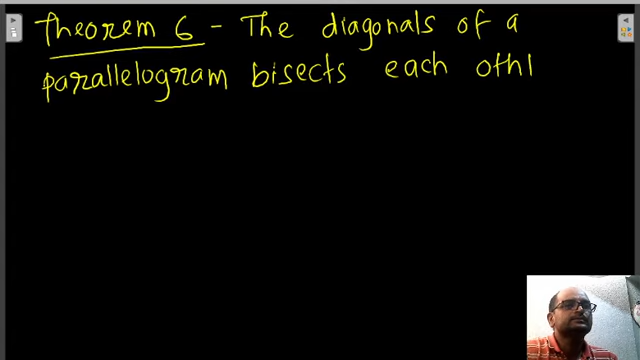 Theorem 6 - The diagonals of a
parallelogram bisects each oth